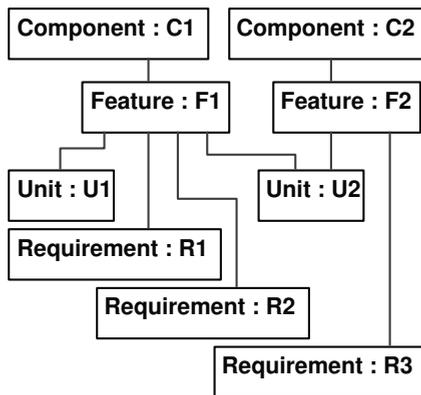 Component : C1
Component : C2
Feature : F1
Feature : F2
Unit : U1
Unit : U2
Requirement : R1
Requirement : R2
Requirement : R3